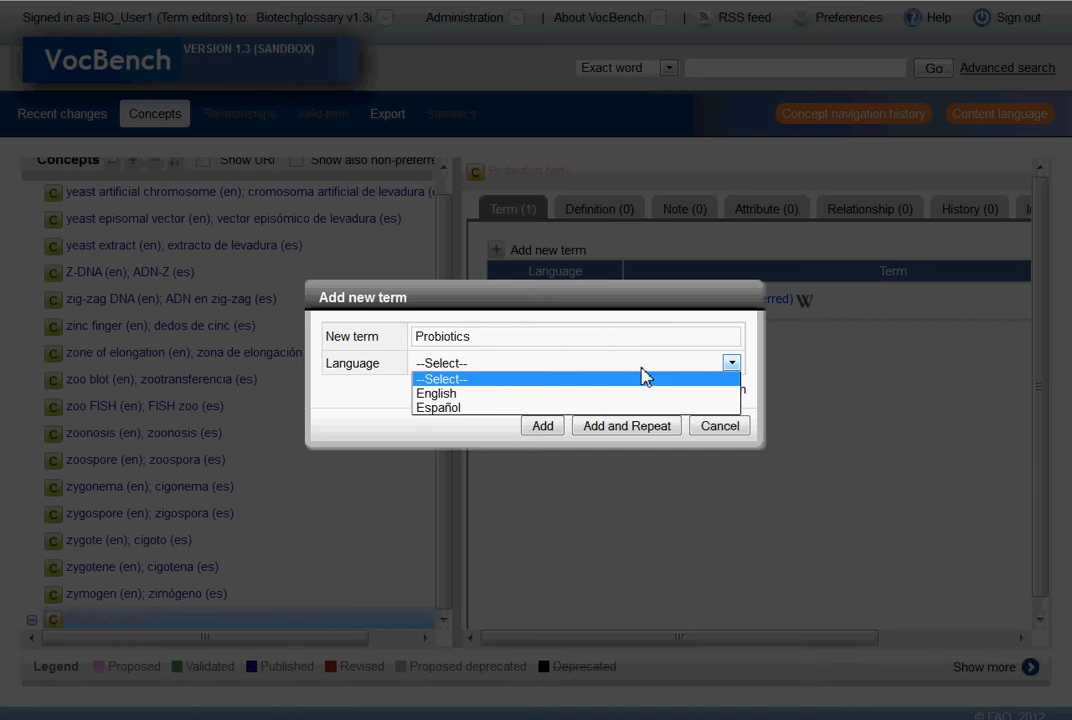 Signed in as BIO_User1 (Term editors) to: Biotechglossary v1.3i
Administration | About VocBench | RSS feed Preferences Help Sign out
VocBench VERSION 1.3 (SANDBOX)
Exact word Go Advanced search
Recent changes Concepts Relationships Validation Export Statistics Concept navigation history Content language
Concepts Show URI Show also non-preferre
yeast artificial chromosome (en); cromosoma artificial de levadura (e
yeast episomal vector (en); vector episómico de levadura (es)
yeast extract (en); extracto de levadura (es)
Z-DNA (en); ADN-Z (es)
zig-zag DNA (en); ADN en zig-zag (es)
zinc finger (en); dedos de cinc (es)
zone of elongation (en); zona de elongación
zoo blot (en); zootransferencia (es)
zoo FISH (en); FISH zoo (es)
zoonosis (en); zoonosis (es)
zoospore (en); zoospora (es)
zygonema (en); cigonema (es)
zygospore (en); zigospora (es)
zygote (en); cigoto (es)
zygotene (en); cigotena (es)
zymogen (en); zimógeno (es)
Term (1) Definition (0) Note (0) Attribute (0) Relationship (0) History (0)
Add new term
Language Term
erred) W
Add new term
New term Probiotics
Language --Select--
--Select--
English
Español
Add Add and Repeat Cancel
Legend Proposed Validated Published Revised Proposed deprecated Deprecated Show more
© FAO, 2012